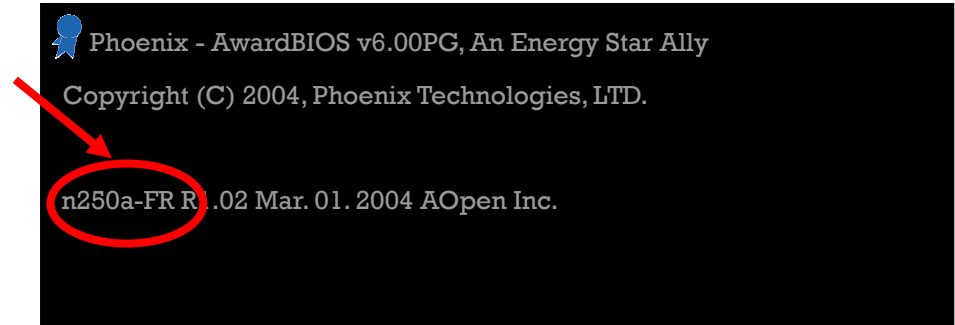 Phoenix - AwardBIOS v6.00PG, An Energy Star Ally
Copyright (C) 2004, Phoenix Technologies, LTD.
n250a-FR R1.02 Mar. 01. 2004 AOpen Inc.